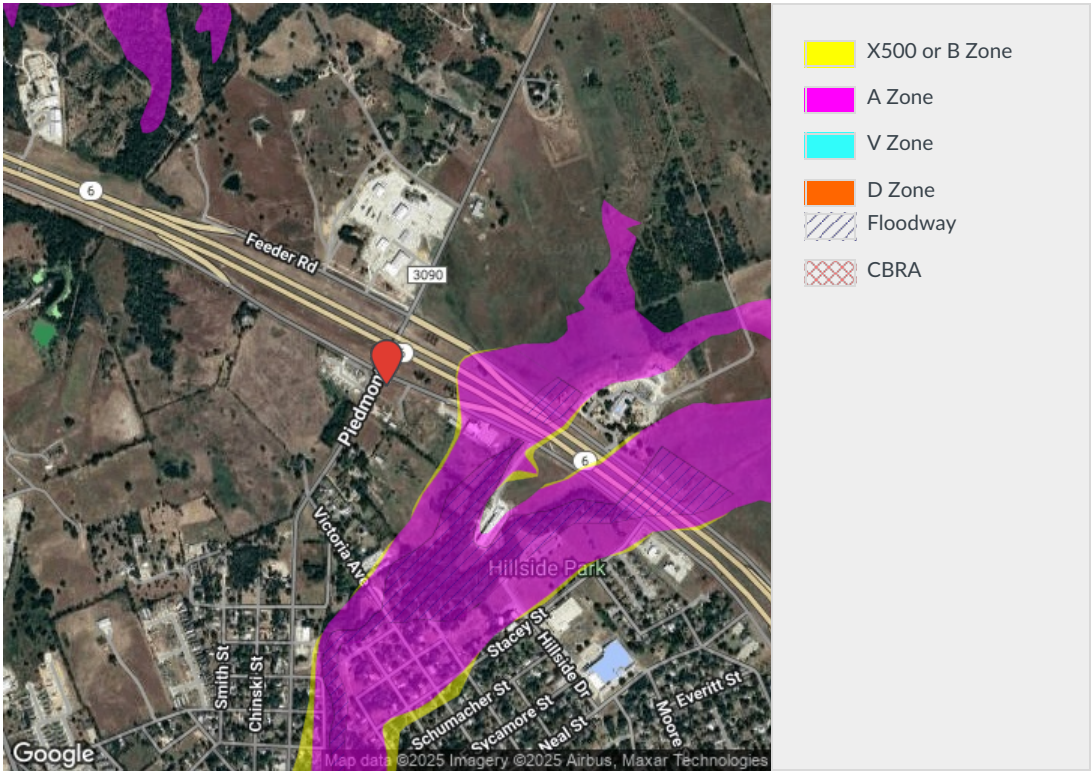 6
Feeder Rd
3090
Piedmon
Victoria Ave
6
Hillside Park
Stacey St
Hillside Dr
Smith St
Chinski St
Schumacher St
Sycamore St
Neal St
Everitt St
Moore
Google
Map data ©2025 Imagery ©2025 Airbus, Maxar Technologies
X500 or B Zone
A Zone
V Zone
D Zone
Floodway
CBRA